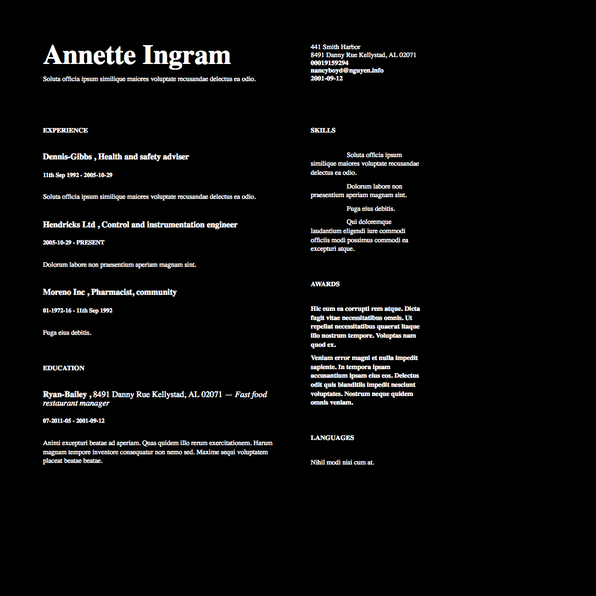 Annette Ingram
Soluta officia ipsum similique maiores voluptate recusandae delectus ea odio.
441 Smith Harbor
8491 Danny Rue Kellystad, AL 02071
00019159294
nancyboyd@nguyen.info
2001-09-12
EXPERIENCE
Dennis-Gibbs , Health and safety adviser
11th Sep 1992 - 2005-10-29
Soluta officia ipsum similique maiores voluptate recusandae delectus ea odio.
Hendricks Ltd , Control and instrumentation engineer
2005-10-29 - PRESENT
Dolorum labore non praesentium aperiam magnam sint.
Moreno Inc , Pharmacist, community
01-1972-16 - 11th Sep 1992
Fuga eius debitis.
EDUCATION
Ryan-Bailey , 8491 Danny Rue Kellystad, AL 02071 — Fast food
restaurant manager
07-2011-05 - 2001-09-12
Animi excepturi beatae ad aperiam. Quas quidem illo rerum exercitationem. Harum
magnam tempore inventore consequatur non nemo sed. Maxime sequi voluptatem
placeat beatae beatae.
SKILLS
Soluta officia ipsum
similique maiores voluptate recusandae
delectus ea odio.
Dolorum labore non
praesentium aperiam magnam sint.
Fuga eius debitis.
Qui doloremque
laudantium eligendi iure commodi
officiis modi possimus commodi ea
excepturi atque.
AWARDS
Hic eum ea corrupti rem atque. Dicta
fugit vitae necessitatibus omnis. Ut
repellat necessitatibus quaerat itaque
illo nostrum tempore. Voluptas nam
quod ex.
Veniam error magni et nulla impedit
sapiente. In tempora ipsam
accusantium ipsam eius eos. Delectus
odit quis blanditiis impedit nesciunt
voluptates. Nostrum neque quidem
omnis veniam.
LANGUAGES
Nihil modi nisi cum at.